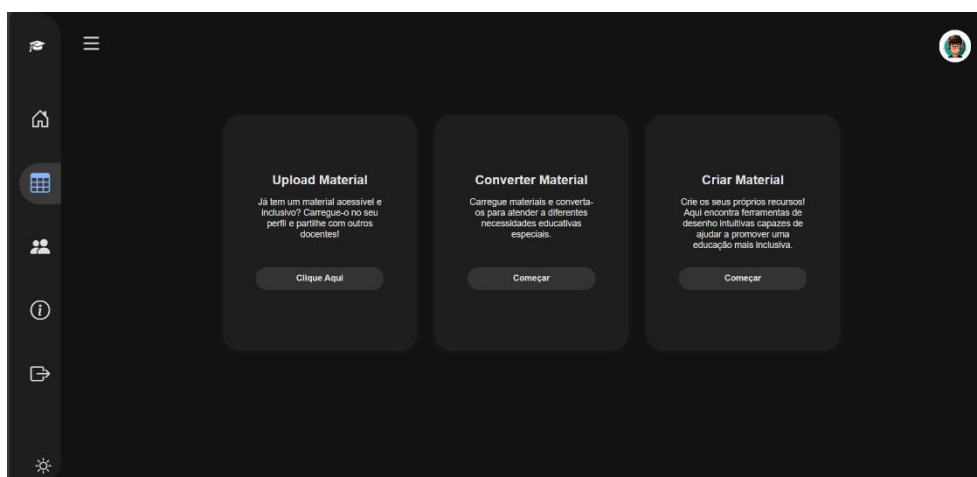 Upload Material
Já tem um material acessível e
inclusivo? Carregue-o no seu
perfil e partilhe com outros
docentes!
Clique Aqui
Converter Material
Carregue materiais e converta-
os para atender a diferentes
necessidades educativas
especiais.
Começar
Criar Material
Crie os seus próprios recursos!
Aqui encontra ferramentas de
desenho intuitivas capazes de
ajudar a promover uma
educação mais inclusiva.
Começar